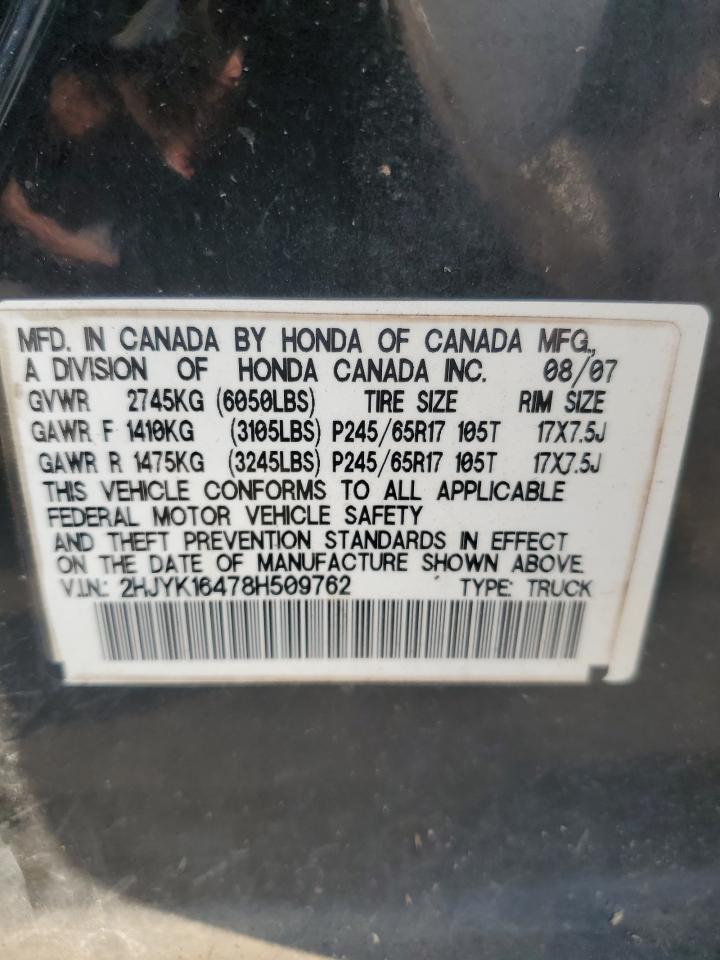 MFD. IN CANADA BY HONDA OF CANADA MFG.,
A DIVISION OF HONDA CANADA INC. 08/07
GVWR 2745KG (6050LBS) TIRE SIZE RIM SIZE
GAWR F 1410KG (3105LBS) P245/65R17 105T 17X7.5J
GAWR R 1475KG (3245LBS) P245/65R17 105T 17X7.5J
THIS VEHICLE CONFORMS TO ALL APPLICABLE
FEDERAL MOTOR VEHICLE SAFETY
AND THEFT PREVENTION STANDARDS IN EFFECT
ON THE DATE OF MANUFACTURE SHOWN ABOVE.
V.I.N.: 2HJYK16478H509762 TYPE: TRUCK